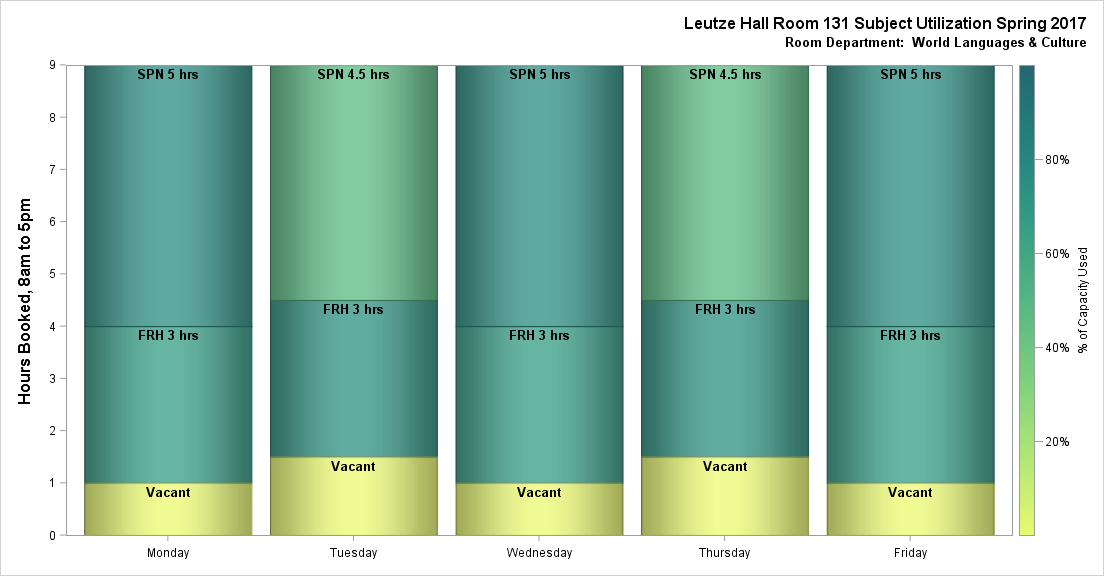 Leutze Hall Room 131 Subject Utilization Spring 2017
Room Department: World Languages & Culture
Hours Booked, 8am to 5pm
9
8
7
6
5
4
3
2
1
0
SPN 5 hrs
FRH 3 hrs
Vacant
Monday
SPN 4.5 hrs
FRH 3 hrs
Vacant
Tuesday
SPN 5 hrs
FRH 3 hrs
Vacant
Wednesday
SPN 4.5 hrs
FRH 3 hrs
Vacant
Thursday
SPN 5 hrs
FRH 3 hrs
Vacant
Friday
80%
60%
40%
20%
% of Capacity Used